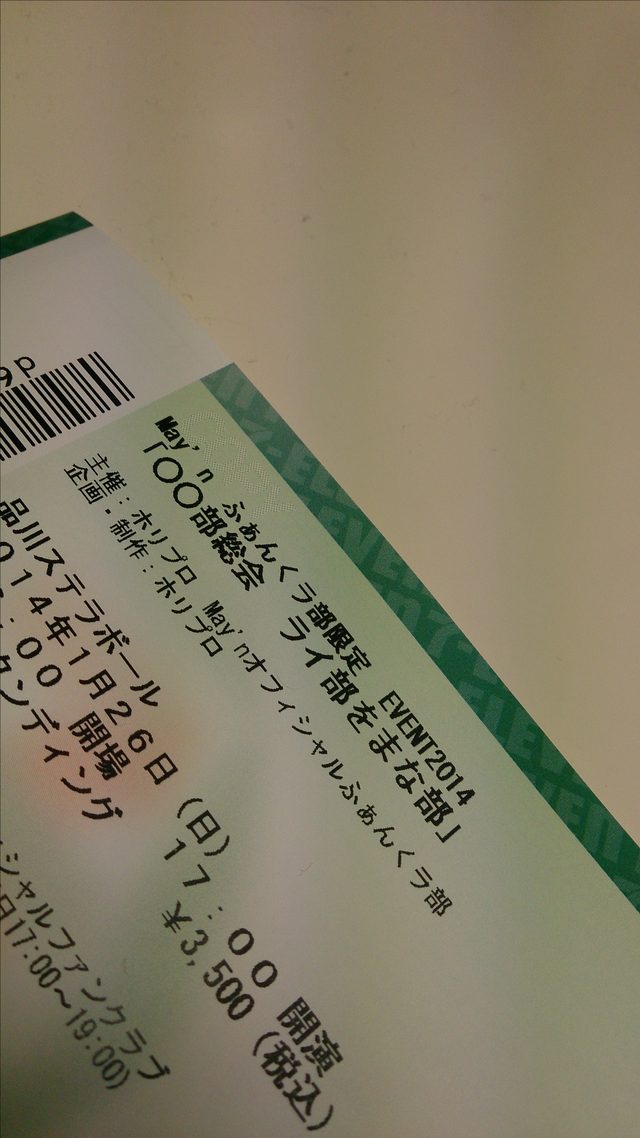 9P
May'n ふぁんくラ部限定 EVENT2014
「〇〇部総会 ライ部をまな部」
主催:ホリプロ May'nオフィシャルふぁんくラ部
企画・制作:ホリプロ
品川ステラボール
014年1月26日(日)
:00 開場 17:00 開演
タンディング ¥3,500(税込)
ィシャルファンクラブ
日17:00～19:00)